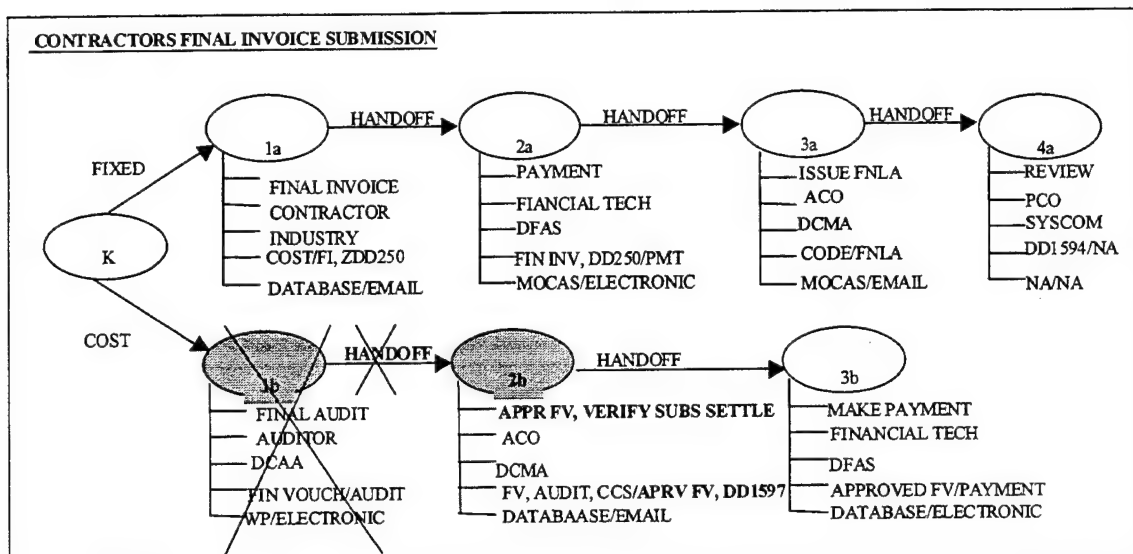 CONTRACTORS FINAL INVOICE SUBMISSION
HANDOFF
HANDOFF
HANDOFF
1a
2a
3a
4a
FIXED
FINAL INVOICE
CONTRACTOR
INDUSTRY
COST/FI, ZDD250
DATABASE/EMAIL
PAYMENT
FIANCIAL TECH
DFAS
FIN INV, DD250/PMT
MOCAS/ELECTRONIC
ISSUE FNLA
ACO
DCMA
CODE/FNLA
MOCAS/EMAIL
REVIEW
PCO
SYSCOM
DD1594/NA
NA/NA
K
COST
HANDOFF
HANDOFF
1b
2b
3b
FINAL AUDIT
AUDITOR
DCAA
FIN VOUCH/AUDIT
WP/ELECTRONIC
APPR FV, VERIFY SUBS SETTLE
ACO
DCMA
FV, AUDIT, CCS/APRV FV, DD1597
DATABAASE/EMAIL
MAKE PAYMENT
FINANCIAL TECH
DFAS
APPROVED FV/PAYMENT
DATABASE/ELECTRONIC